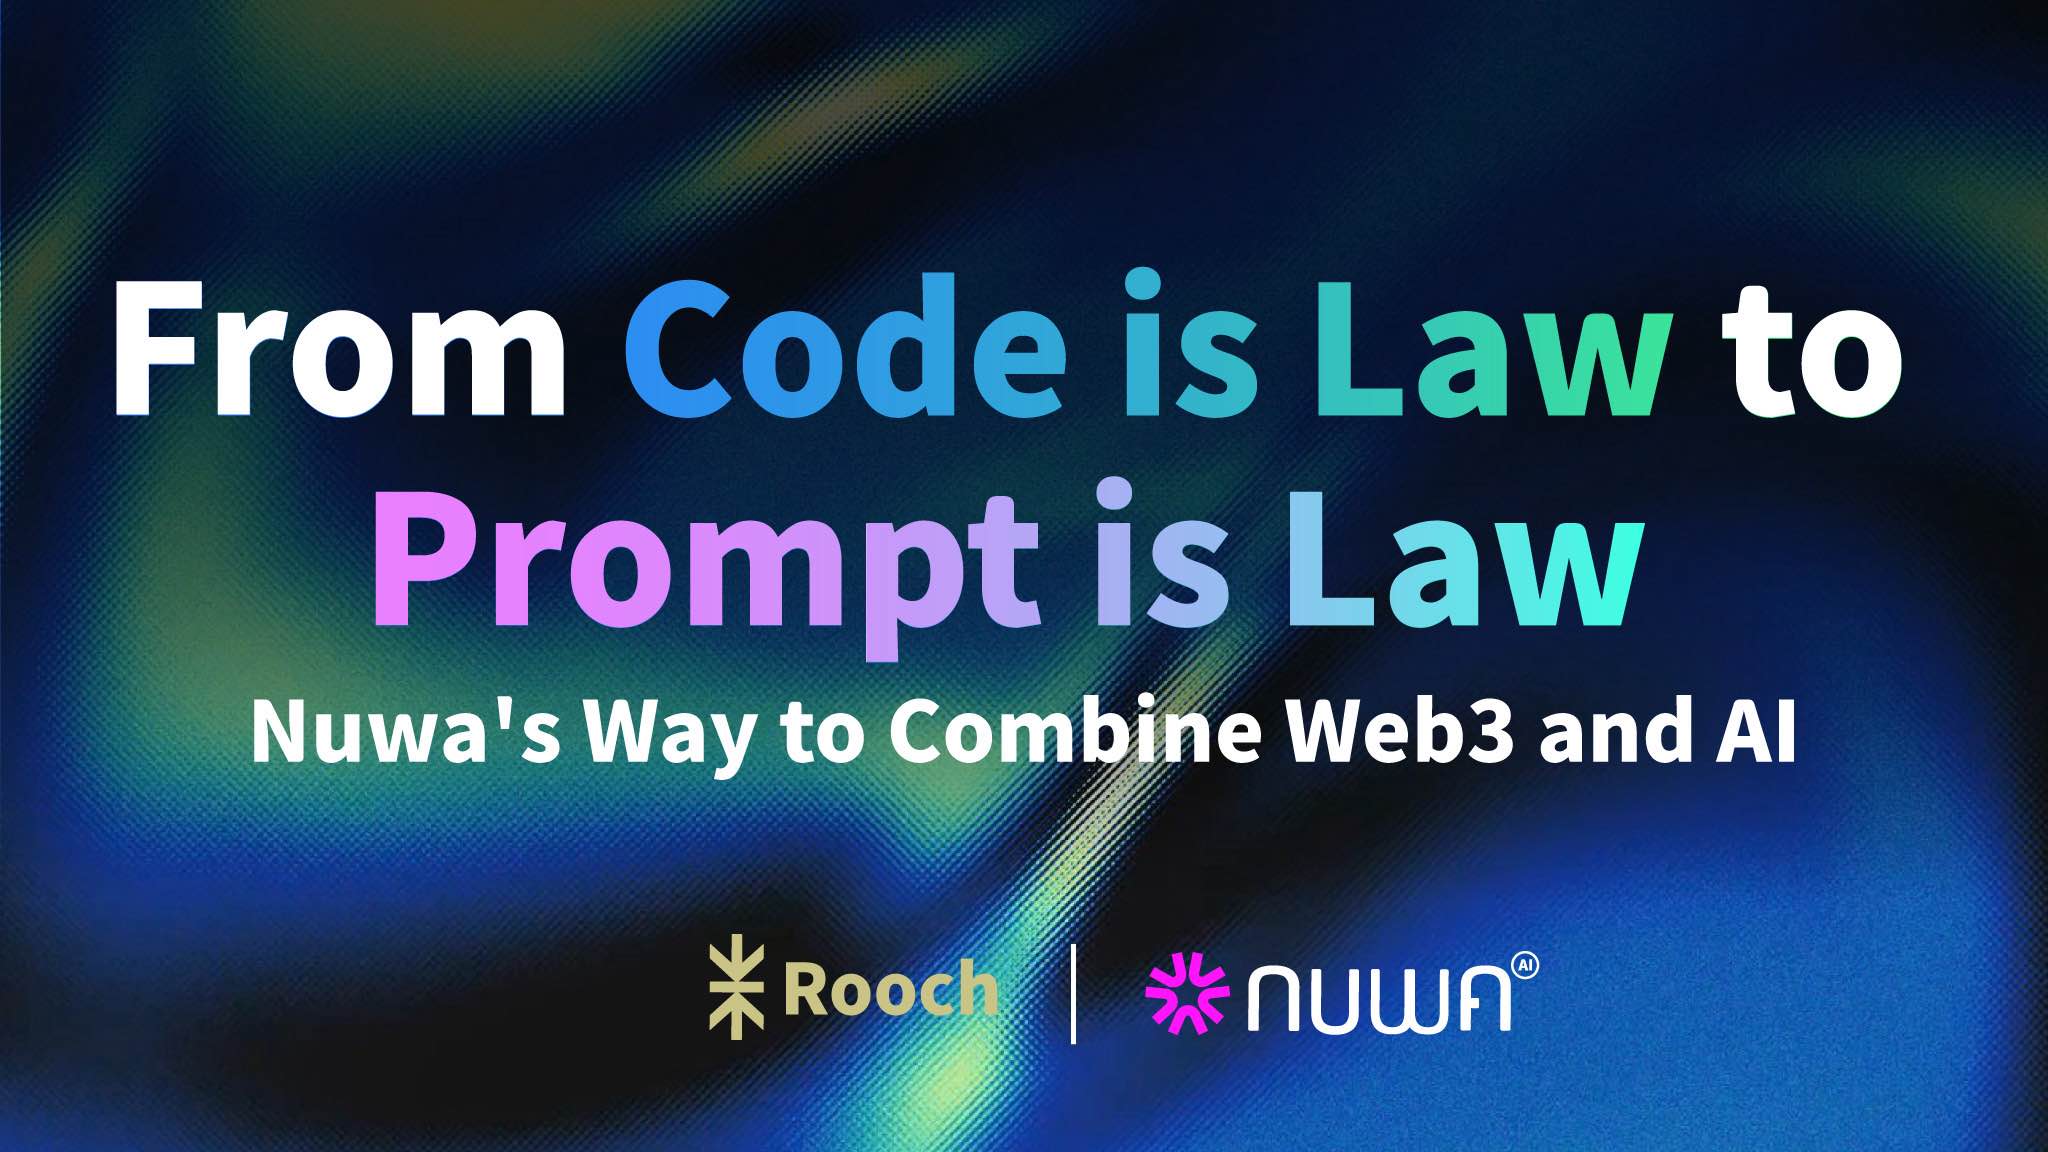 From Code is Law to
Prompt is Law
Nuwa's Way to Combine Web3 and AI
Rooch
NUWA AI